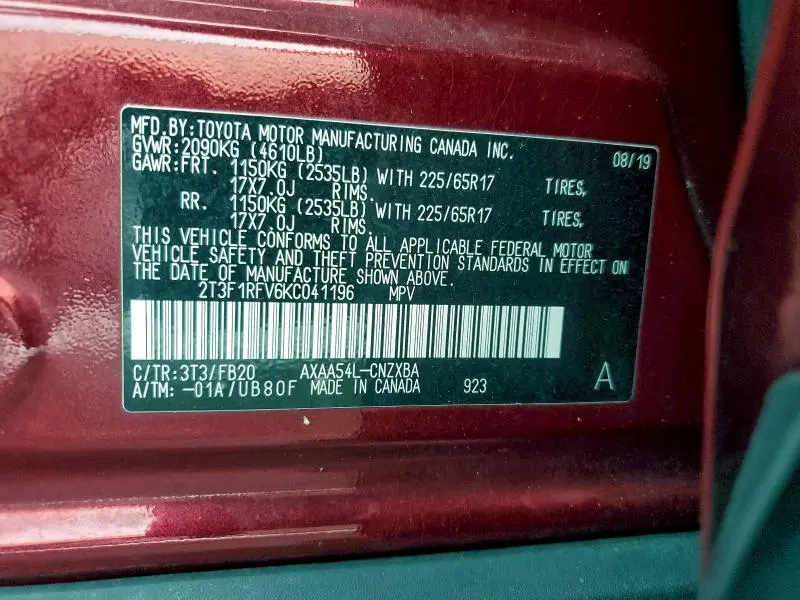 MFD.BY:TOYOTA MOTOR MANUFACTURING CANADA INC. 08/19
GVWR:2090KG (4610LB)
GAWR:FRT. 1150KG (2535LB) WITH 225/65R17 TIRES,
17X7.0J RIMS.
RR. 1150KG (2535LB) WITH 225/65R17 TIRES,
17X7.0J RIMS.
THIS VEHICLE CONFORMS TO ALL APPLICABLE FEDERAL MOTOR
VEHICLE SAFETY AND THEFT PREVENTION STANDARDS IN EFFECT ON
THE DATE OF MANUFACTURE SHOWN ABOVE.
2T3F1RFV6KC041196 MPV
C/TR:3T3/FB20 AXAA54L-CNZXBA
A/TM: -01A/UB80F MADE IN CANADA 923 A